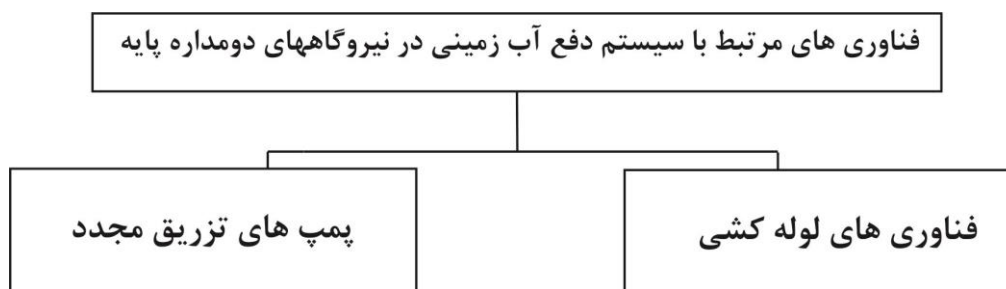 فناوری های مرتبط با سیستم دفع آب زمینی در نیروگاههای دومداره پایه
فناوری های لوله کشی
پمپ های تزریق مجدد